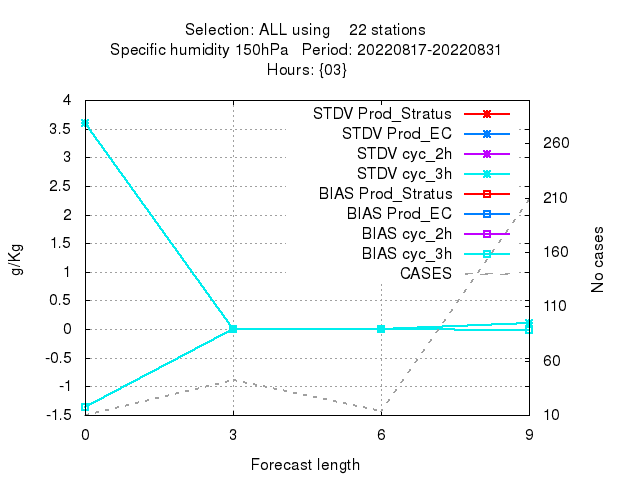 Selection: ALL using 22 stations
Specific humidity 150hPa Period: 20220817-20220831
Hours: {03}
4
3.5
3
2.5
2
1.5
1
0.5
0
-0.5
-1
-1.5
g/Kg
STDV Prod_Stratus
STDV Prod_EC
STDV cyc_2h
STDV cyc_3h
BIAS Prod_Stratus
BIAS Prod_EC
BIAS cyc_2h
BIAS cyc_3h
CASES
260
210
160
110
60
10
No cases
0 3 6 9
Forecast length